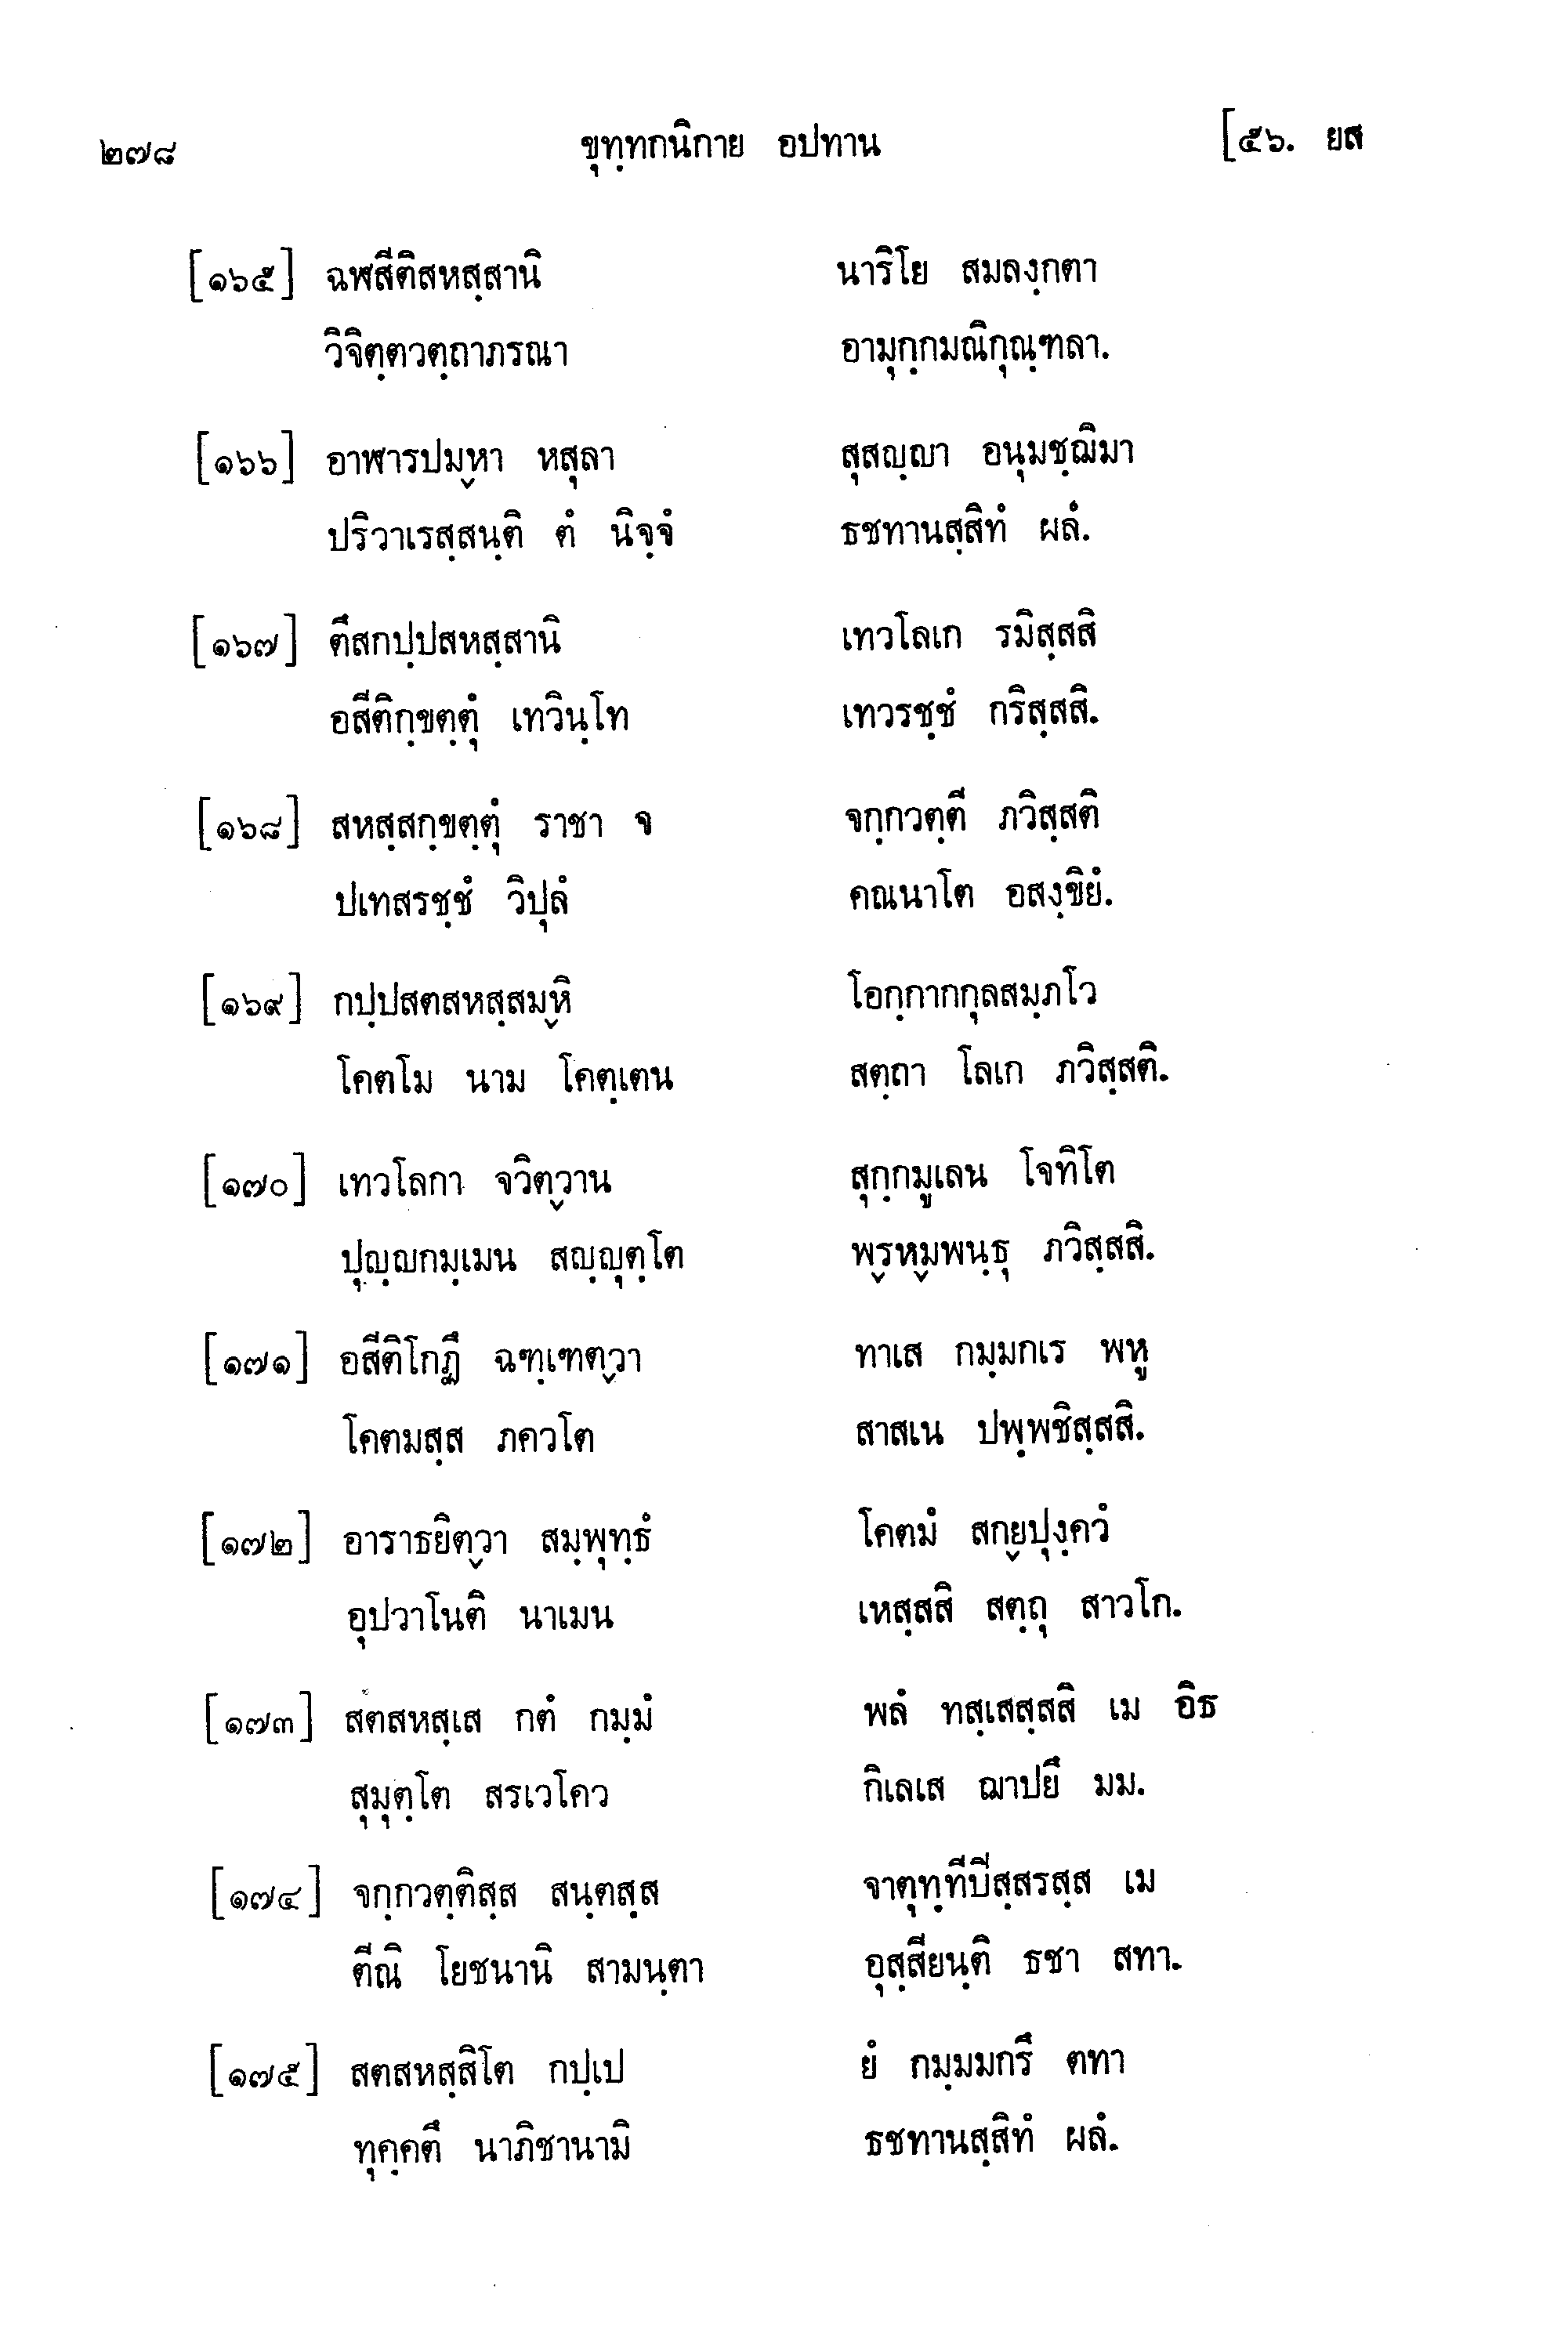 ๒๗๘ ขุทฺทกนิกาย อปทาน [๕๖. ยส
[๑๖๕] ฉฬสีติสหสฺสานิ นาริโย สมลงฺกตา
วิจิตฺตวตฺถาภรณา อามุกฺกมณิกุณฺฑลา.
[๑๖๖] อาฬารปมฺหา หสุลา สุสญฺญา อนุมชฺฌิมา
ปริวาเรสฺสนฺติ ตํ นิจฺจํ ธชทานสฺสิทํ ผลํ.
[๑๖๗] ตึสกปฺปสหสฺสานิ เทวโลเก รมิสฺสสิ
อสีติกฺขตฺตุํ เทวินฺโท เทวรชฺชํ กริสฺสสิ.
[๑๖๘] สหสฺสกฺขตฺตุํ ราชา จ จกฺกวตฺตี ภวิสฺสติ
ปเทสรชฺชํ วิปุลํ คณนาโต อสงฺขิยํ.
[๑๖๙] กปฺปสตสหสฺสมฺหิ โอกฺกากกุลสมฺภโว
โคตโม นาม โคตฺเตน สตฺถา โลเก ภวิสฺสติ.
[๑๗๐] เทวโลกา จวิตฺวาน สุกฺกมูเลน โจทิโต
ปุญฺญกมฺเมน สญฺญุตฺโต พฺรหฺมพนฺธุ ภวิสฺสสิ.
[๑๗๑] อสีติโกฏึ ฉฑฺเฑตฺวา ทาเส กมฺมกเร พหู
โคตมสฺส ภควโต สาสเน ปพฺพชิสฺสสิ.
[๑๗๒] อาราธยิตฺวา สมฺพุทฺธํ โคตมํ สกฺยปุงฺควํ
อุปวาโนติ นาเมน เหสฺสสิ สตฺถุ สาวโก.
[๑๗๓] สตสหสฺเส กตํ กมฺมํ พลํ ทสฺเสสฺสสิ เม อิธ
สุมุตฺโต สรเวโคว กิเลเส ฌาปยึ มม.
[๑๗๔] จกฺกวตฺติสฺส สนฺตสฺส จาตุทฺทีปิสฺสรสฺส เม
ตีณิ โยชนานิ สามนฺตา อุสฺสียนฺติ ธชา สทา.
[๑๗๕] สตสหสฺสิโต กปฺเป ยํ กมฺมมกรึ ตทา
ทุคฺคตึ นาภิชานามิ ธชทานสฺสิทํ ผลํ.